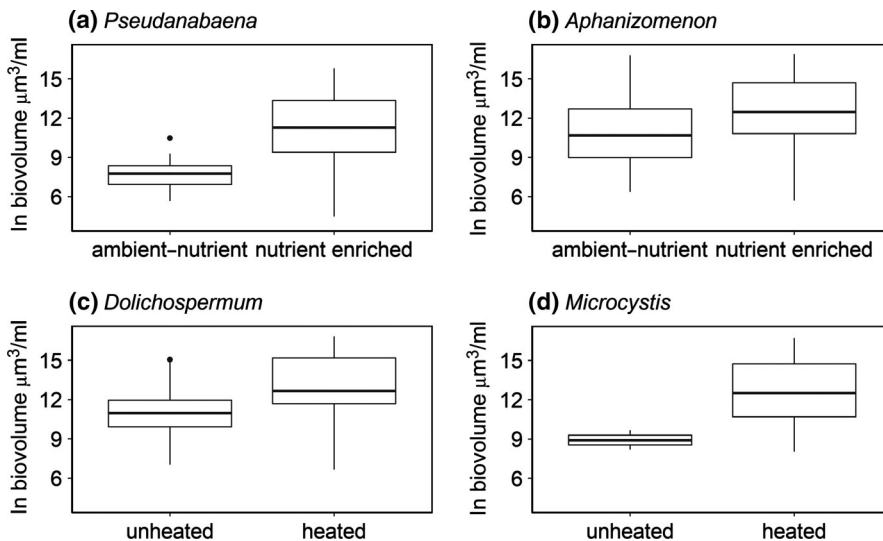 (a) Pseudanabaena
ln biovolume μm³/ml
15
12
9
6
ambient–nutrient nutrient enriched
(b) Aphanizomenon
ln biovolume μm³/ml
15
12
9
6
ambient–nutrient nutrient enriched
(c) Dolichospermum
ln biovolume μm³/ml
15
12
9
6
unheated heated
(d) Microcystis
ln biovolume μm³/ml
15
12
9
6
unheated heated